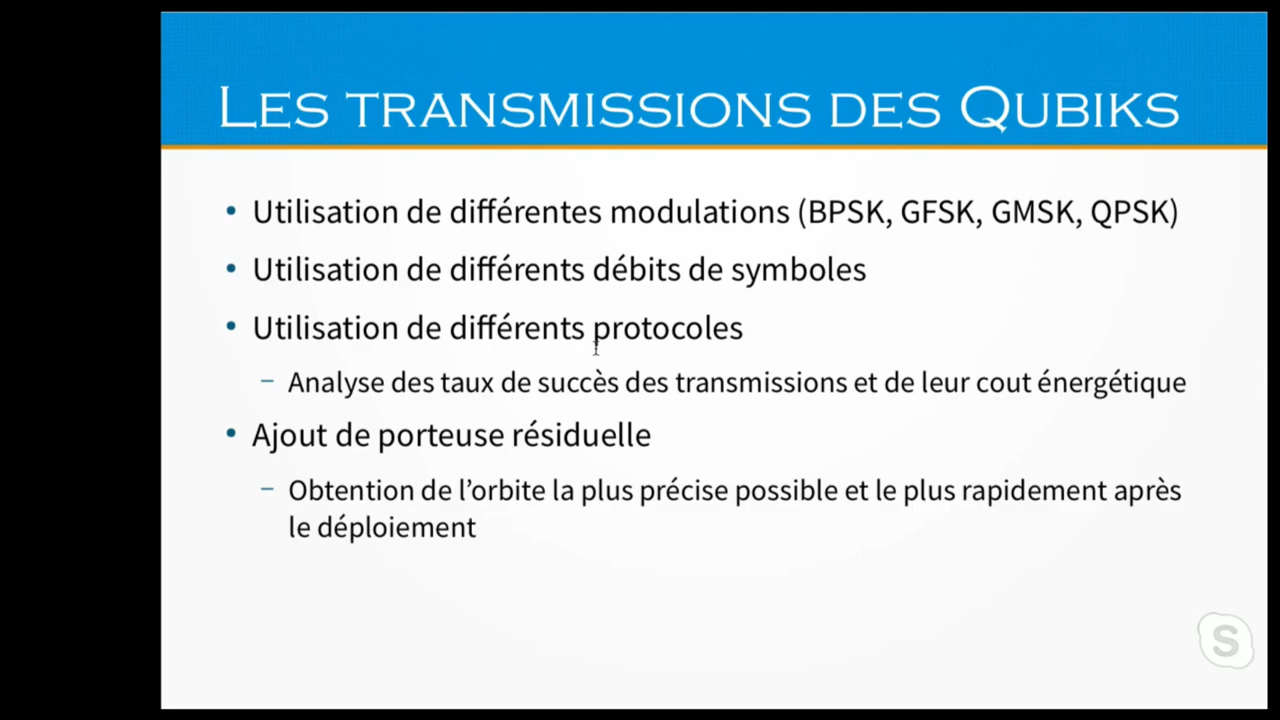 Les transmissions des Qubiks
• Utilisation de différentes modulations (BPSK, GFSK, GMSK, QPSK)
• Utilisation de différents débits de symboles
• Utilisation de différents protocoles
– Analyse des taux de succès des transmissions et de leur cout énergétique
• Ajout de porteuse résiduelle
– Obtention de l’orbite la plus précise possible et le plus rapidement après
le déploiement
S